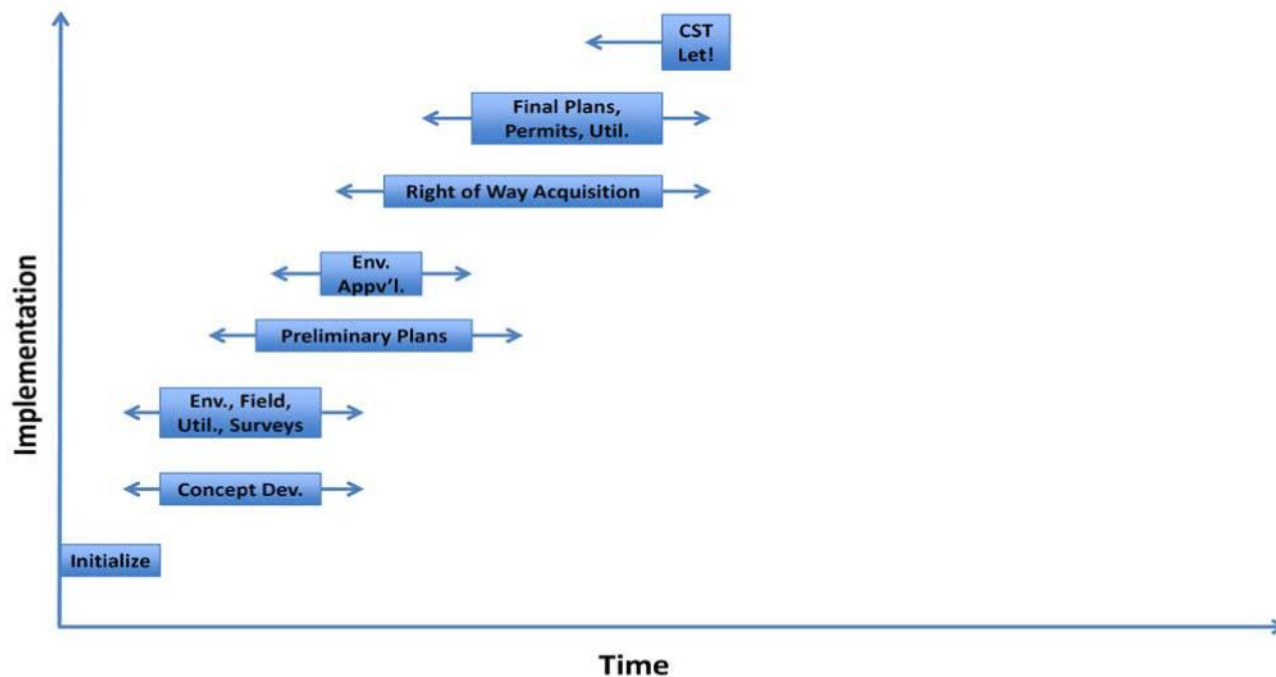 CST
Let!
Final Plans,
Permits, Util.
Right of Way Acquisition
Env.
Appv’l.
Preliminary Plans
Env., Field,
Util., Surveys
Concept Dev.
Initialize
Implementation
Time